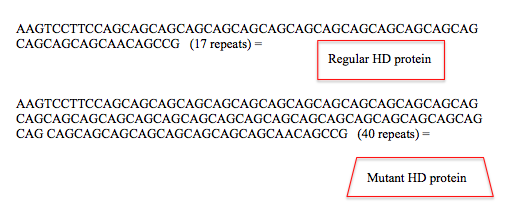 AAGTCCTTCCAGCAGCAGCAGCAGCAGCAGCAGCAGCAGCAGCAGCAGCAG
CAGCAGCAGCAACAGCCG (17 repeats) =
Regular HD protein
AAGTCCTTCCAGCAGCAGCAGCAGCAGCAGCAGCAGCAGCAGCAGCAGCAG
CAGCAGCAGCAGCAGCAGCAGCAGCAGCAGCAGCAGCAGCAGCAGCAGCAG
CAG CAGCAGCAGCAGCAGCAGCAGCAGCAACAGCCG (40 repeats) =
Mutant HD protein